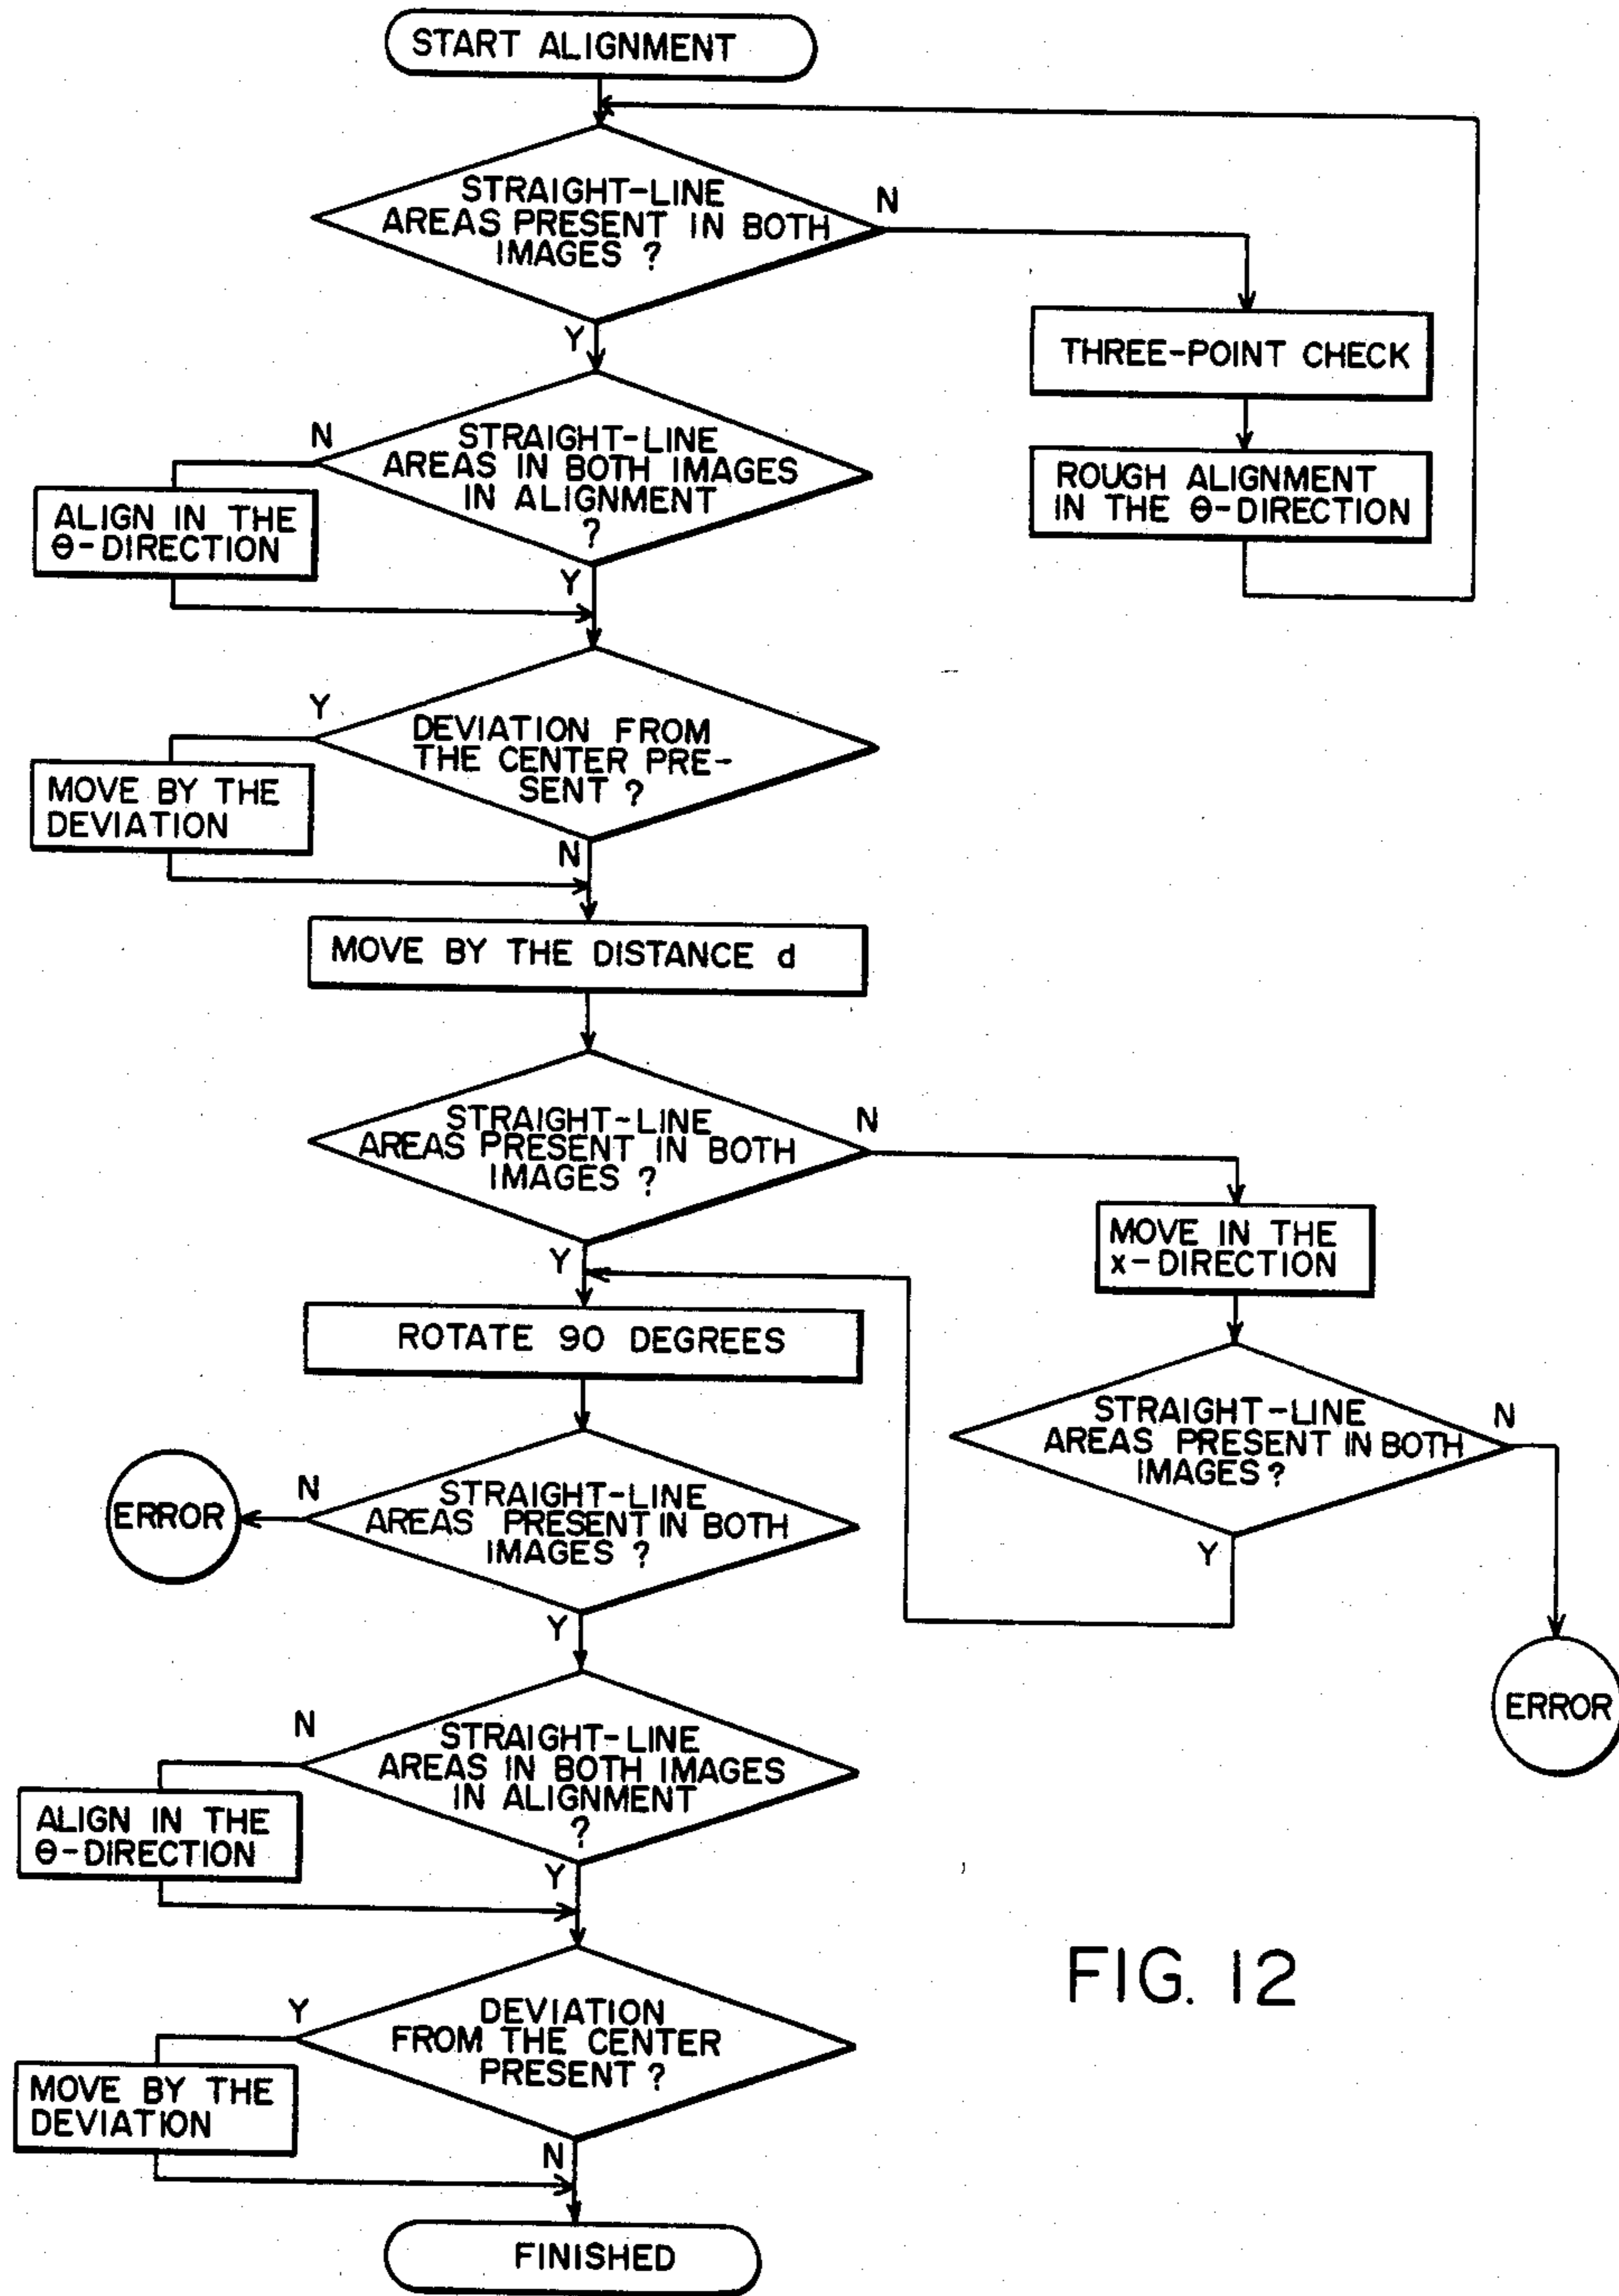 START ALIGNMENT
STRAIGHT-LINE
AREAS PRESENT IN BOTH
IMAGES ?
N
Y
THREE-POINT CHECK
ROUGH ALIGNMENT
IN THE Θ-DIRECTION
STRAIGHT-LINE
AREAS IN BOTH IMAGES
IN ALIGNMENT
?
N
Y
ALIGN IN THE
Θ-DIRECTION
DEVIATION FROM
THE CENTER PRE-
SENT ?
Y
N
MOVE BY THE
DEVIATION
MOVE BY THE DISTANCE d
STRAIGHT-LINE
AREAS PRESENT IN BOTH
IMAGES ?
N
Y
MOVE IN THE
x-DIRECTION
ROTATE 90 DEGREES
STRAIGHT-LINE
AREAS PRESENT IN BOTH
IMAGES ?
N
Y
ERROR
STRAIGHT-LINE
AREAS PRESENT IN BOTH
IMAGES ?
N
Y
ERROR
STRAIGHT-LINE
AREAS IN BOTH IMAGES
IN ALIGNMENT
?
N
Y
ALIGN IN THE
Θ-DIRECTION
DEVIATION
FROM THE CENTER
PRESENT ?
Y
N
MOVE BY THE
DEVIATION
FINISHED
FIG. 12